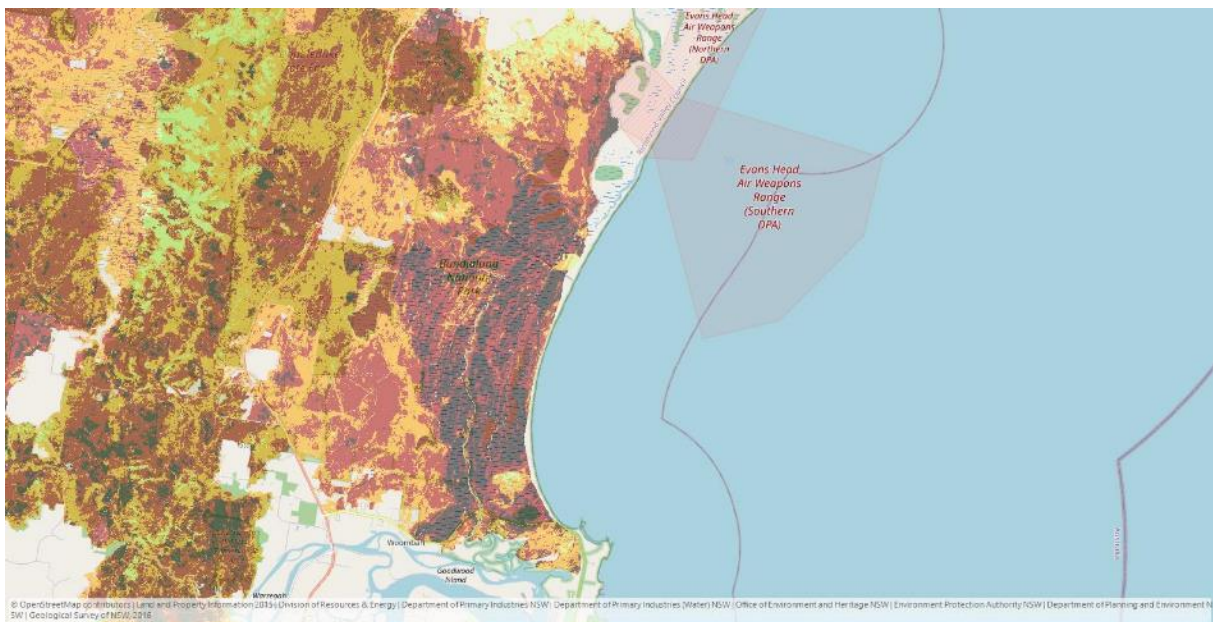 Evans Head
Air Weapons
Range
(Northern
DPA)
Evans Head
Air Weapons
Range
(Southern
DPA)
Bundjalung
National
Park
Woombah
Goodwood
Island
Warregah
© OpenStreetMap contributors | Land and Property Information 2015 | Division of Resources & Energy | Department of Primary Industries NSW | Department of Primary Industries (Water) NSW | Office of Environment and Heritage NSW | Environment Protection Authority NSW | Department of Planning and Environment N
SW | Geological Survey of NSW, 2016